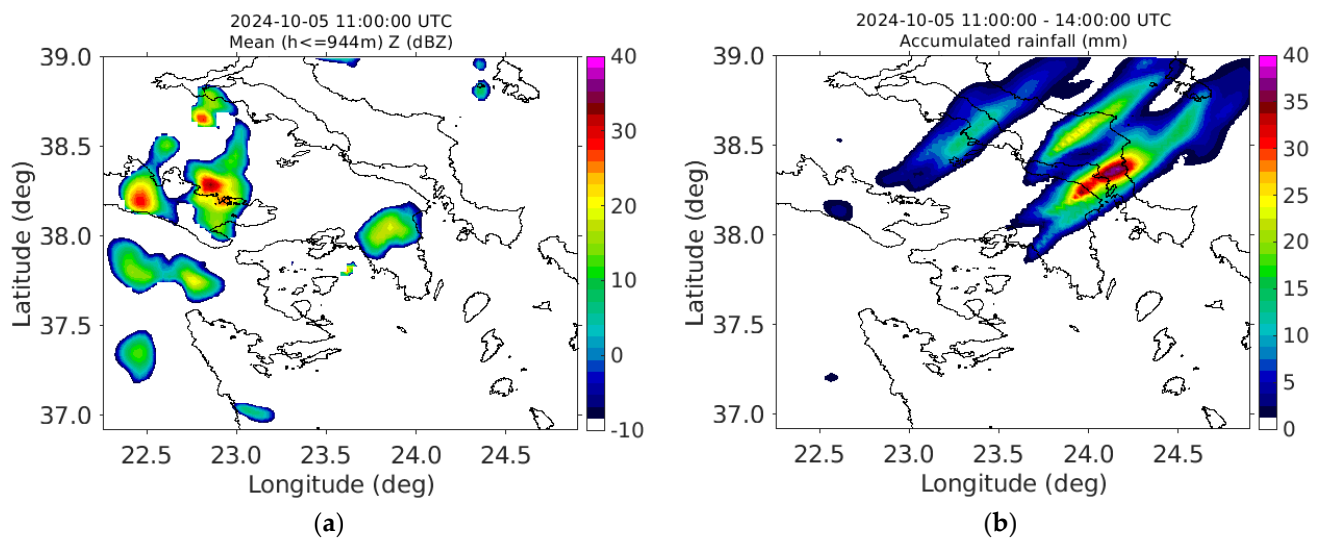 2024-10-05 11:00:00 UTC
Mean (h<=944m) Z (dBZ)
39.0
38.5
38.0
37.5
37.0
Latitude (deg)
22.5 23.0 23.5 24.0 24.5
Longitude (deg)
40
30
20
10
0
-10
(a)
2024-10-05 11:00:00 - 14:00:00 UTC
Accumulated rainfall (mm)
39.0
38.5
38.0
37.5
37.0
Latitude (deg)
22.5 23.0 23.5 24.0 24.5
Longitude (deg)
40
35
30
25
20
15
10
5
0
(b)